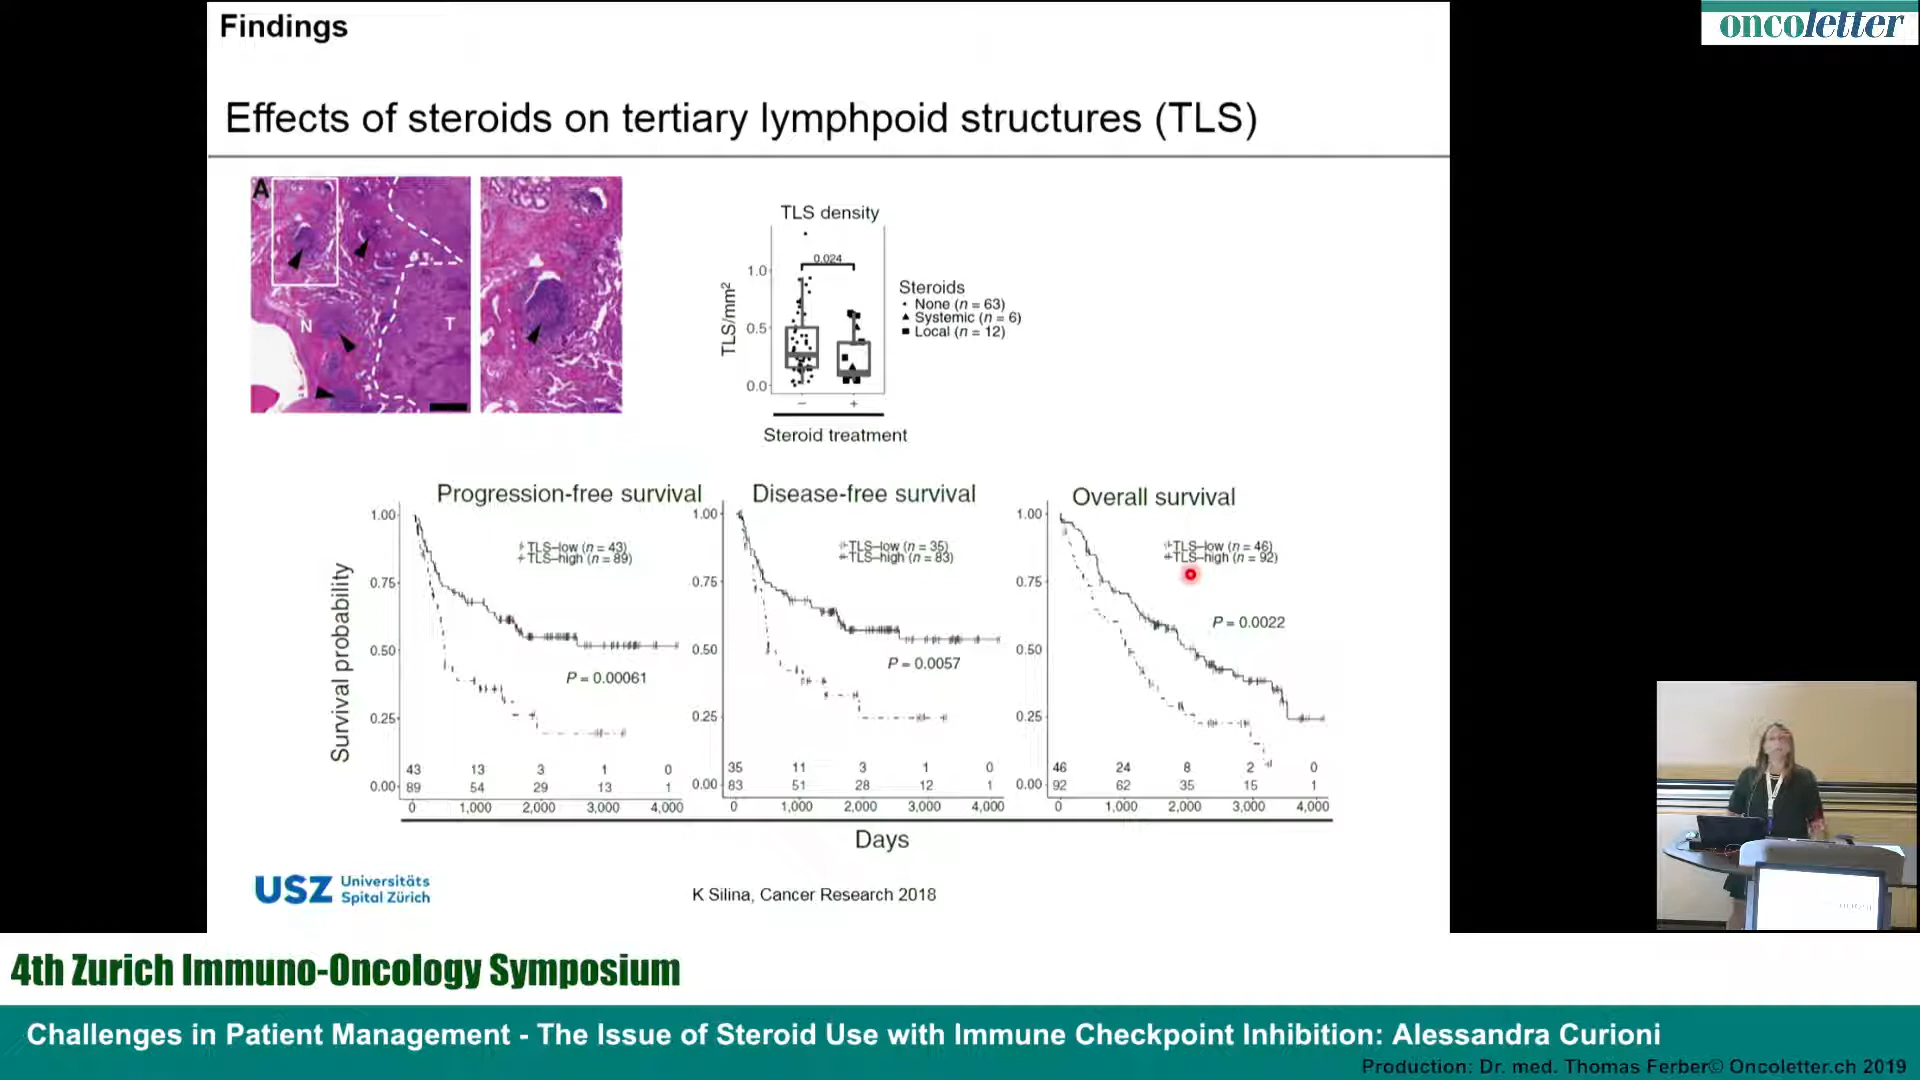 Findings
oncoletter
Effects of steroids on tertiary lymphpoid structures (TLS)
A
N
T
TLS density
0.024
1.0
0.5
0.0
TLS/mm²
− +
Steroid treatment
Steroids
None (n = 63)
Systemic (n = 6)
Local (n = 12)
Progression-free survival
Survival probability
1.00
0.75
0.50
0.25
0.00
TLS–low (n = 43)
TLS–high (n = 89)
P = 0.00061
43 13 3 1 0
89 54 29 13 1
0 1,000 2,000 3,000 4,000
Disease-free survival
1.00
0.75
0.50
0.25
0.00
TLS–low (n = 35)
TLS–high (n = 83)
P = 0.0057
35 11 3 1 0
83 51 28 12 1
0 1,000 2,000 3,000 4,000
Overall survival
1.00
0.75
0.50
0.25
0.00
TLS–low (n = 46)
TLS–high (n = 92)
P = 0.0022
46 24 8 2 0
92 62 35 15 1
0 1,000 2,000 3,000 4,000
Days
USZ Universitäts
Spital Zürich
K Silina, Cancer Research 2018
4th Zurich Immuno-Oncology Symposium
Challenges in Patient Management - The Issue of Steroid Use with Immune Checkpoint Inhibition: Alessandra Curioni
Production: Dr. med. Thomas Ferber© Oncoletter.ch 2019